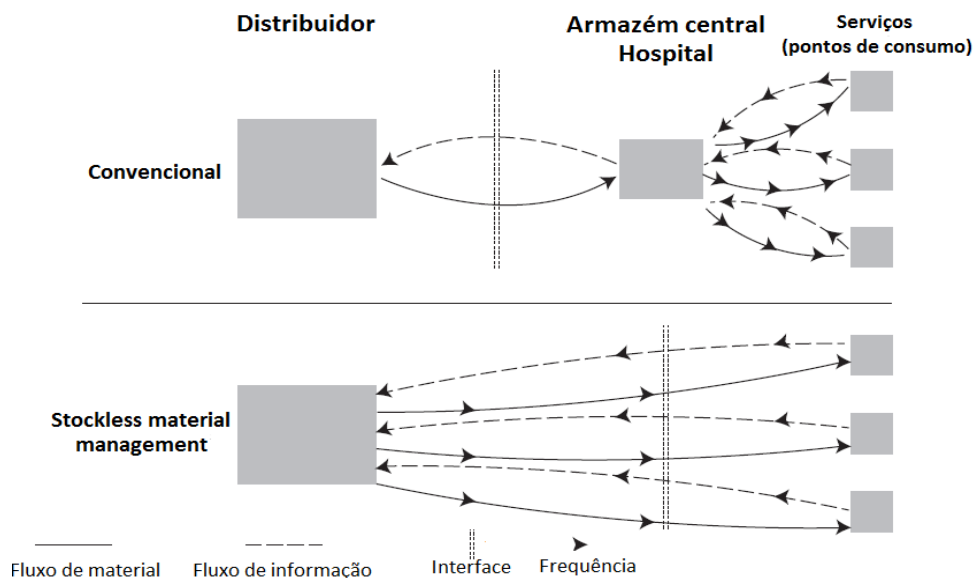 Distribuidor
Armazém central
Hospital
Serviços
(pontos de consumo)
Convencional
Stockless material
management
Fluxo de material
Fluxo de informação
Interface
Frequência